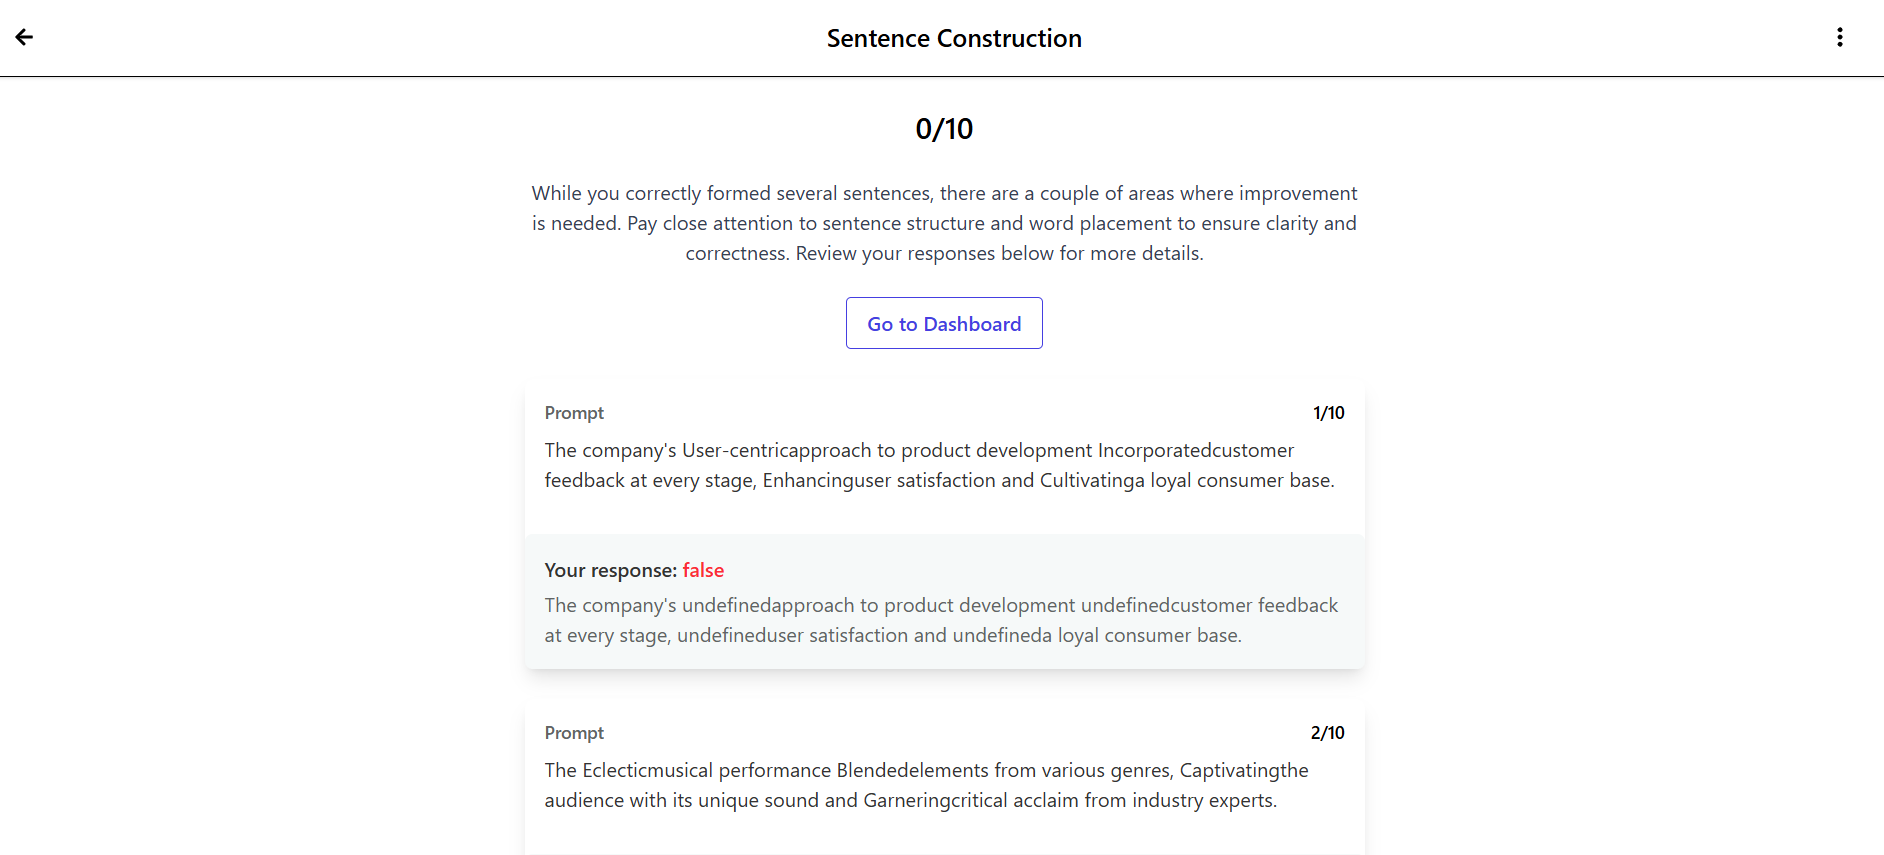 Sentence Construction
0/10
While you correctly formed several sentences, there are a couple of areas where improvement
is needed. Pay close attention to sentence structure and word placement to ensure clarity and
correctness. Review your responses below for more details.
Go to Dashboard
Prompt 1/10
The company's User-centricapproach to product development Incorporatedcustomer
feedback at every stage, Enhancinguser satisfaction and Cultivatinga loyal consumer base.
Your response: false
The company's undefinedapproach to product development undefinedcustomer feedback
at every stage, undefineduser satisfaction and undefineda loyal consumer base.
Prompt 2/10
The Eclecticmusical performance Blendedelements from various genres, Captivatingthe
audience with its unique sound and Garneringcritical acclaim from industry experts.